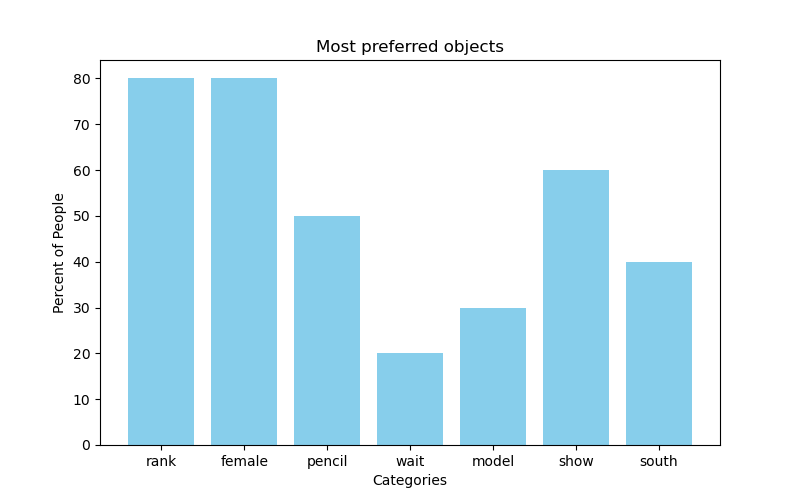 Most preferred objects
Percent of People
80
70
60
50
40
30
20
10
0
rank female pencil wait model show south
Categories